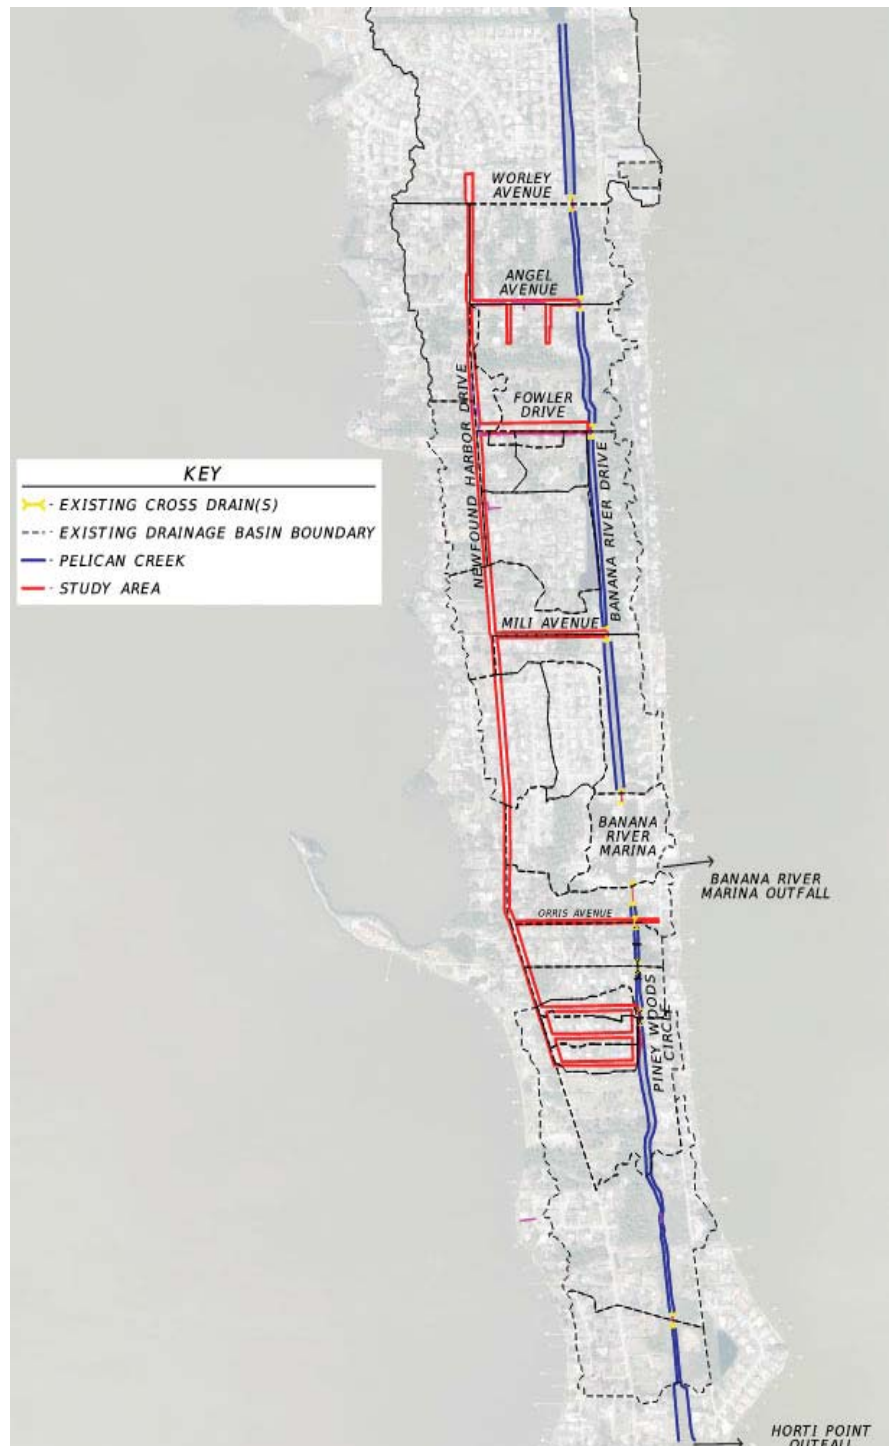 WORLEY
AVENUE
ANGEL
AVENUE
NEWFOUND HARBOR DRIVE
FOWLER
DRIVE
BANANA RIVER DRIVE
KEY
- EXISTING CROSS DRAIN(S)
- EXISTING DRAINAGE BASIN BOUNDARY
- PELICAN CREEK
- STUDY AREA
MILI AVENUE
BANANA
RIVER
MARINA
BANANA RIVER
MARINA OUTFALL
ORRIS AVENUE
PINEY WOODS
CIRCLE
HORTI POINT
OUTFALL